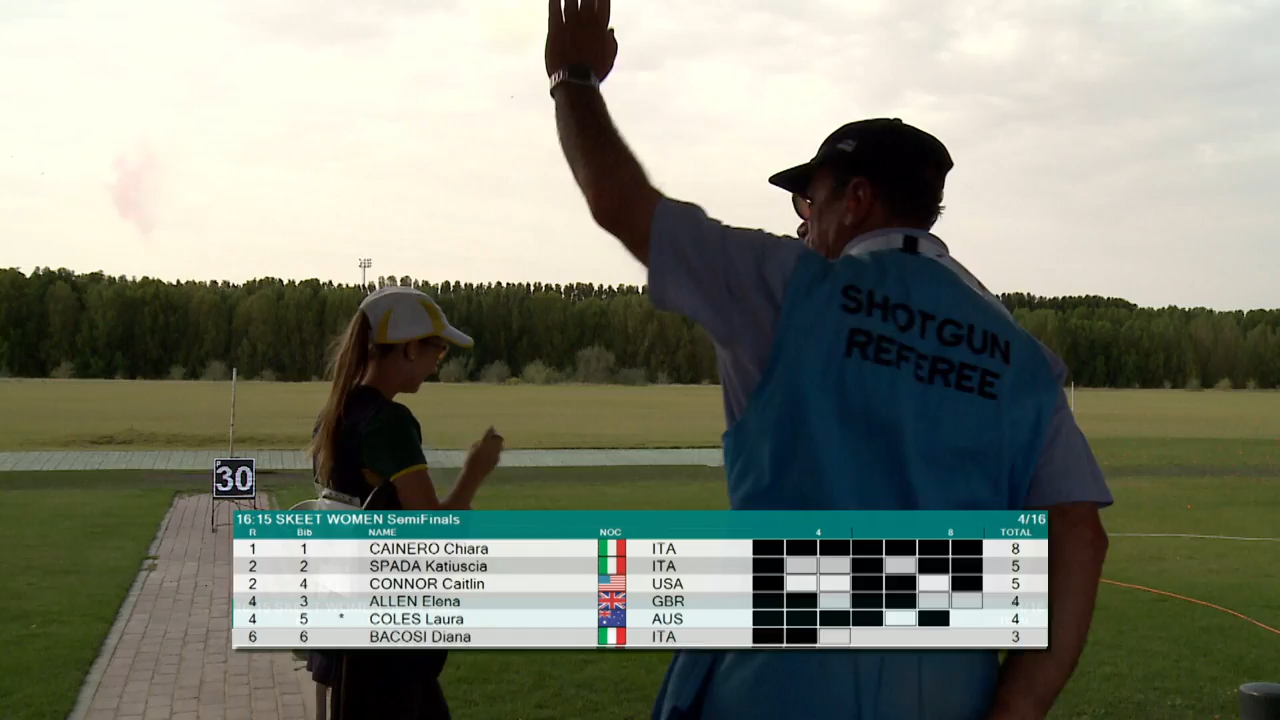 SHOTGUN
REFEREE
30
16:15 SKEET WOMEN SemiFinals 4/16
R Bib NAME NOC 4 8 TOTAL
1 1 CAINERO Chiara ITA 8
2 2 SPADA Katiuscia ITA 5
2 4 CONNOR Caitlin USA 5
4 3 ALLEN Elena GBR 4
4 5 * COLES Laura AUS 4
6 6 BACOSI Diana ITA 3